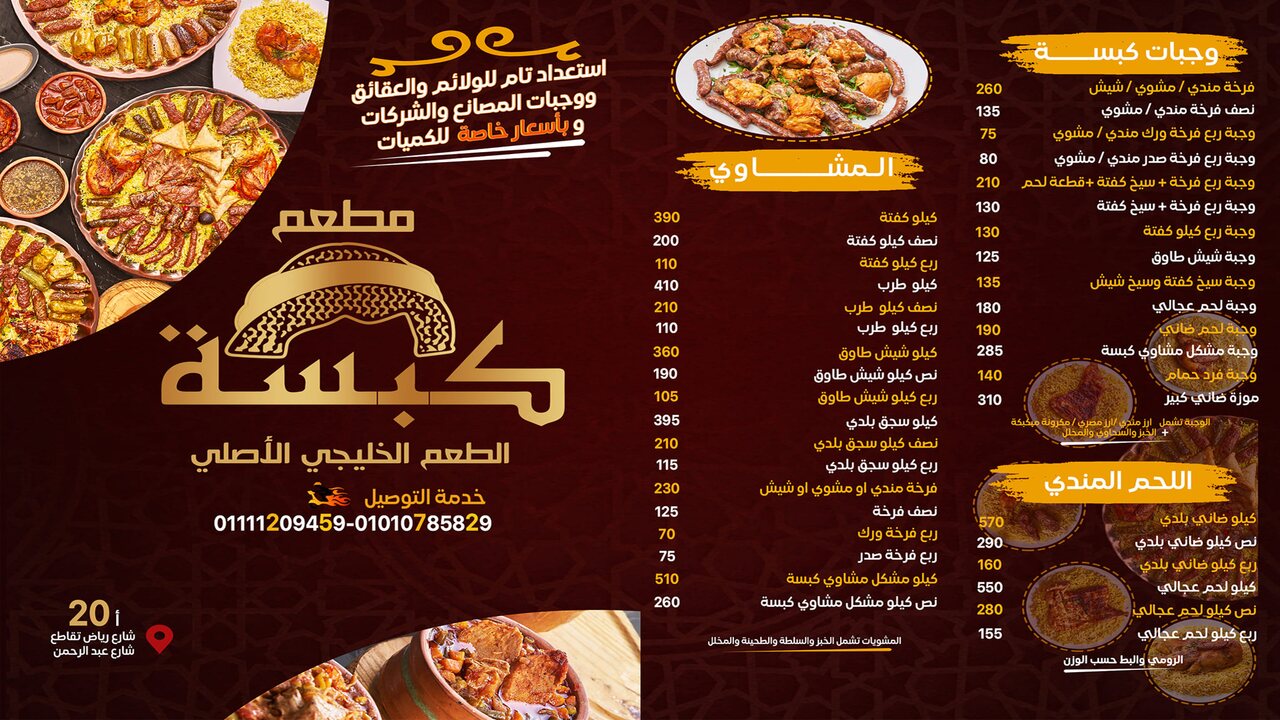 استعداد تام للولائم والعقائق
ووجبات المصانع والشركات
و بأسعار خاصة للكميات
مطعم
كبسة
الطعم الخليجي الأصلي
خدمة التوصيل
01111209459-01010785829
20 أ
شارع رياض تقاطع
شارع عبد الرحمن
المشاوي
كيلو كفتة 390
نصف كيلو كفتة 200
ربع كيلو كفتة 110
كيلو طرب 410
نصف كيلو طرب 210
ربع كيلو طرب 110
كيلو شيش طاوق 360
نص كيلو شيش طاوق 190
ربع كيلو شيش طاوق 105
كيلو سجق بلدي 395
نصف كيلو سجق بلدي 210
ربع كيلو سجق بلدي 115
فرخة مندي او مشوي او شيش 230
نصف فرخة 125
ربع فرخة ورك 70
ربع فرخة صدر 75
كيلو مشكل مشاوي كبسة 510
نص كيلو مشكل مشاوي كبسة 260
المشويات تشمل الخبز والسلطة والطحينة والمخلل
وجبات كبسة
فرخة مندي / مشوي / شيش 260
نصف فرخة مندي / مشوي 135
وجبة ربع فرخة ورك مندي / مشوي 75
وجبة ربع فرخة صدر مندي / مشوي 80
وجبة ربع فرخة + سيخ كفتة +قطعة لحم 210
وجبة ربع فرخة + سيخ كفتة 130
وجبة ربع كيلو كفتة 130
وجبة شيش طاوق 125
وجبة سيخ كفتة وسيخ شيش 135
وجبة لحم عجالي 180
وجبة لحم ضاني 190
وجبة مشكل مشاوي كبسة 285
وجبة فرد حمام 140
موزة ضاني كبير 310
الوجبة تشمل ارز مندي /ارز مصري / مكرونة مبكبكة
+ الخبز والسحاوي والمخلل
اللحم المندي
كيلو ضاني بلدي 570
نص كيلو ضاني بلدي 290
ربع كيلو ضاني بلدي 160
كيلو لحم عجالي 550
نص كيلو لحم عجالي 280
ربع كيلو لحم عجالي 155
الرومي والبط حسب الوزن